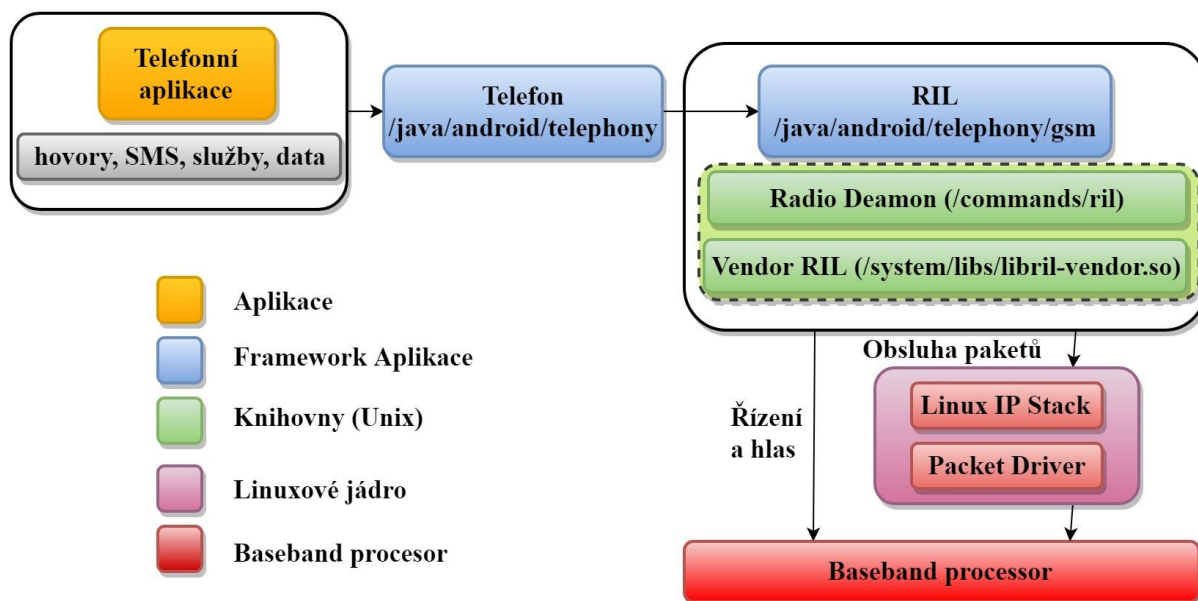 Telefonní
aplikace
hovory, SMS, služby, data
Telefon
/java/android/telephony
RIL
/java/android/telephony/gsm
Radio Deamon (/commands/ril)
Vendor RIL (/system/libs/libril-vendor.so)
Aplikace
Framework Aplikace
Knihovny (Unix)
Linuxové jádro
Baseband procesor
Obsluha paketů
Řízení
a hlas
Linux IP Stack
Packet Driver
Baseband processor